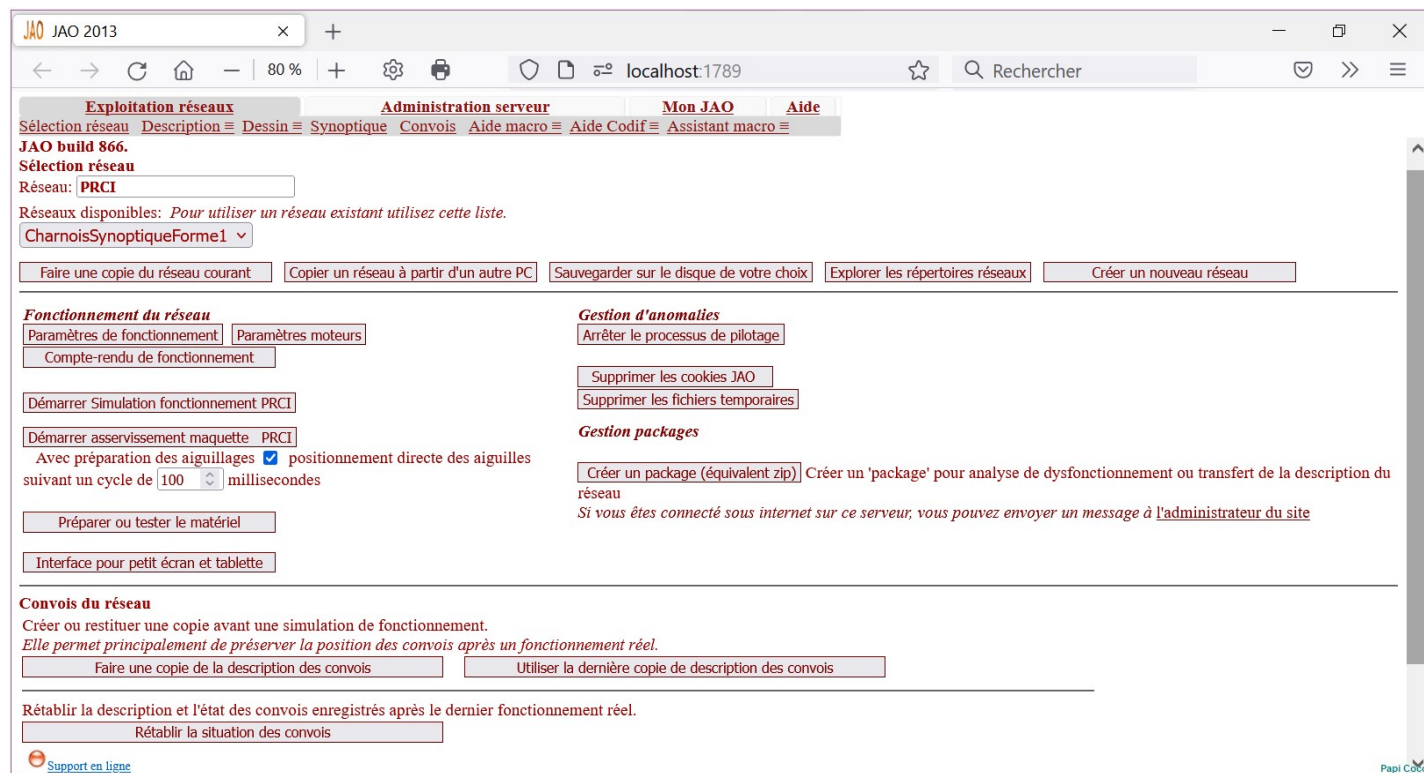 JAO JAO 2013
80 %
localhost:1789
Rechercher
Exploitation réseaux Administration serveur Mon JAO Aide
Sélection réseau Description ≡ Dessin ≡ Synoptique Convois Aide macro ≡ Aide Codif ≡ Assistant macro ≡
JAO build 866.
Sélection réseau
Réseau: PRCI
Réseaux disponibles: Pour utiliser un réseau existant utilisez cette liste.
CharnoisSynoptiqueForme1
Faire une copie du réseau courant Copier un réseau à partir d'un autre PC Sauvegarder sur le disque de votre choix Explorer les répertoires réseaux Créer un nouveau réseau
Fonctionnement du réseau
Paramètres de fonctionnement Paramètres moteurs
Compte-rendu de fonctionnement
Démarrer Simulation fonctionnement PRCI
Démarrer asservissement maquette PRCI
Avec préparation des aiguillages positionnement directe des aiguilles
suivant un cycle de 100 millisecondes
Préparer ou tester le matériel
Interface pour petit écran et tablette
Gestion d'anomalies
Arrêter le processus de pilotage
Supprimer les cookies JAO
Supprimer les fichiers temporaires
Gestion packages
Créer un package (équivalent zip) Créer un 'package' pour analyse de dysfonctionnement ou transfert de la description du
réseau
Si vous êtes connecté sous internet sur ce serveur, vous pouvez envoyer un message à l'administrateur du site
Convois du réseau
Créer ou restituer une copie avant une simulation de fonctionnement.
Elle permet principalement de préserver la position des convois après un fonctionnement réel.
Faire une copie de la description des convois Utiliser la dernière copie de description des convois
Rétablir la description et l'état des convois enregistrés après le dernier fonctionnement réel.
Rétablir la situation des convois
Support en ligne
Papi